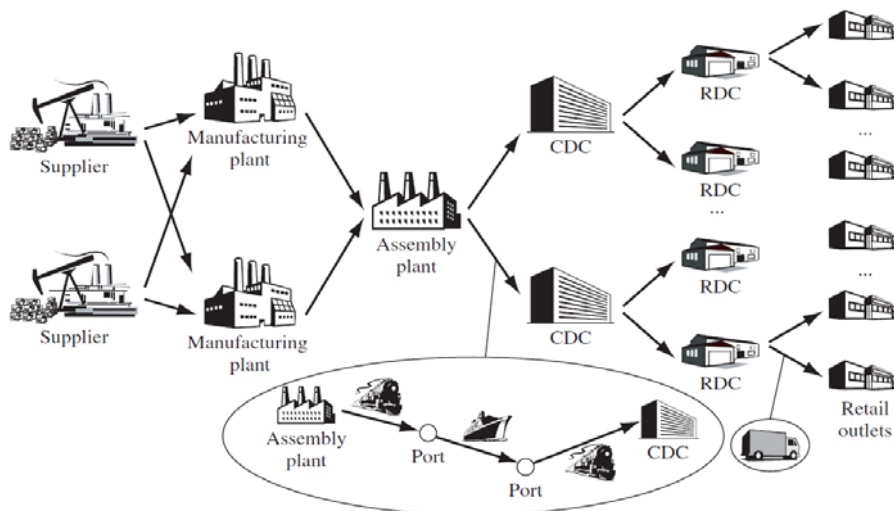 RDC
CDC
RDC
...
Supplier
Manufacturing
plant
...
Assembly
plant
RDC
...
Supplier
Manufacturing
plant
CDC
RDC
Retail
outlets
Assembly
plant
Port
CDC
Port